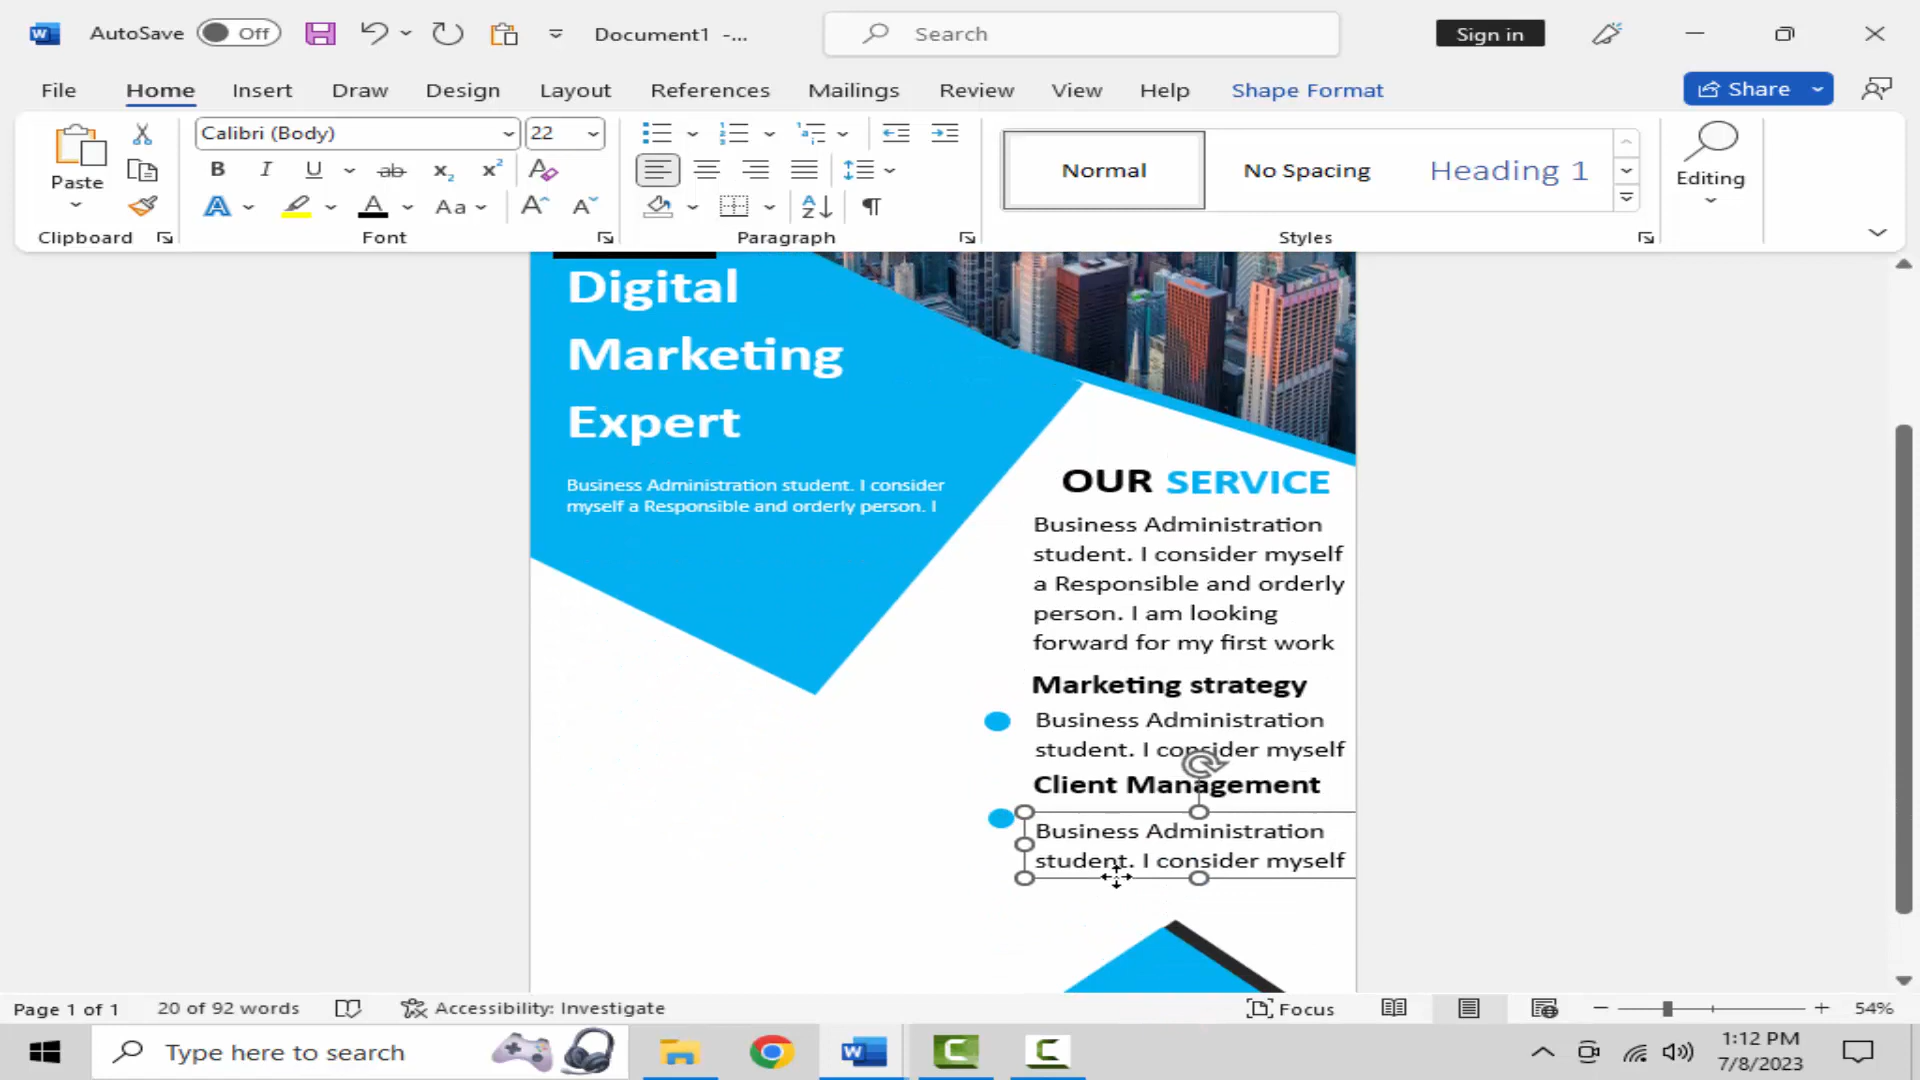 AutoSave Off Document1 -... Search Sign in
File Home Insert Draw Design Layout References Mailings Review View Help Shape Format Share
Paste
Calibri (Body) 22
B I U ab x₂ x² A
A A Aa A A
A Z
Normal No Spacing Heading 1
Editing
Clipboard Font Paragraph Styles
Digital
Marketing
Expert
Business Administration student. I consider
myself a Responsible and orderly person. I
OUR SERVICE
Business Administration
student. I consider myself
a Responsible and orderly
person. I am looking
forward for my first work
Marketing strategy
Business Administration
student. I consider myself
Client Management
Business Administration
student. I consider myself
Page 1 of 1 20 of 92 words Accessibility: Investigate Focus 54%
Type here to search
1:12 PM
7/8/2023